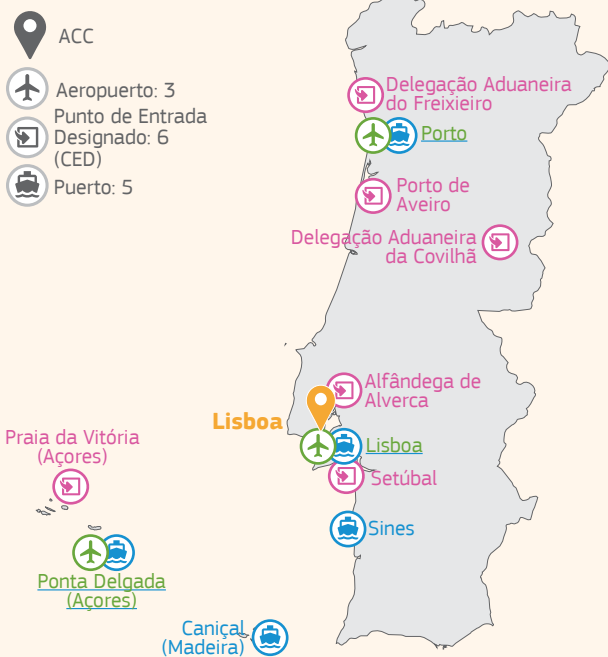 ACC
Aeropuerto: 3
Punto de Entrada
Designado: 6
(CED)
Puerto: 5
Delegação Aduaneira
do Freixieiro
Porto
Porto de
Aveiro
Delegação Aduaneira
da Covilhã
Alfândega de
Alverca
Lisboa
Lisboa
Praia da Vitória
(Açores)
Setúbal
Sines
Ponta Delgada
(Açores)
Caniçal
(Madeira)